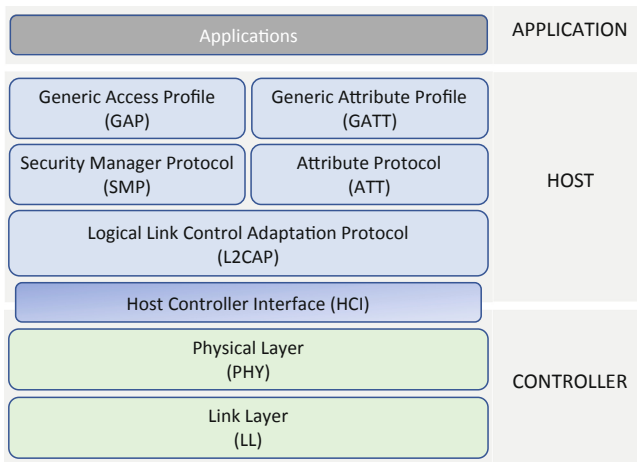 Applications
APPLICATION
Generic Access Profile
(GAP)
Generic Attribute Profile
(GATT)
Security Manager Protocol
(SMP)
Attribute Protocol
(ATT)
HOST
Logical Link Control Adaptation Protocol
(L2CAP)
Host Controller Interface (HCI)
Physical Layer
(PHY)
CONTROLLER
Link Layer
(LL)